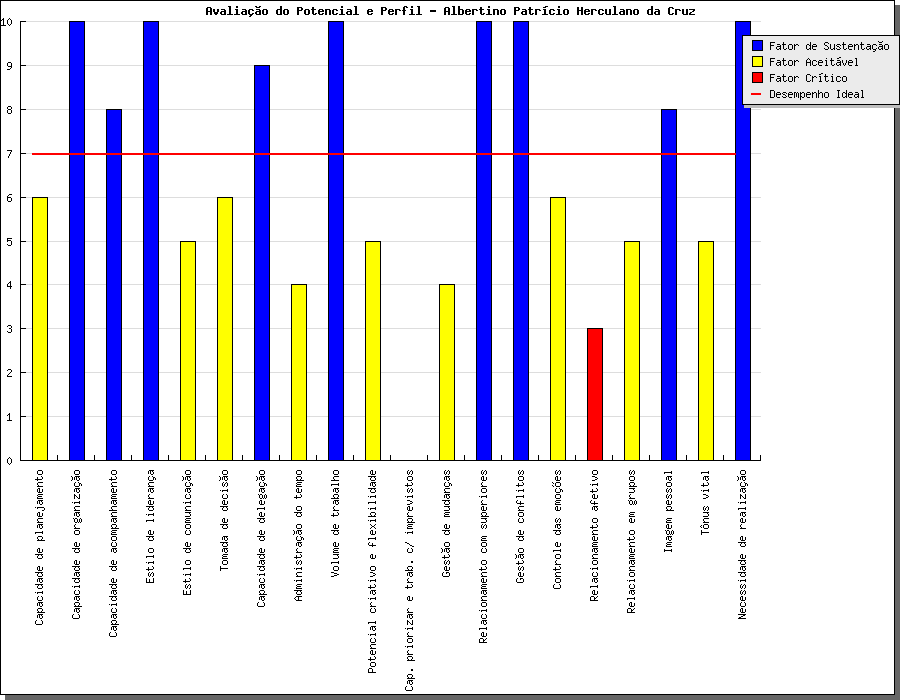 Avaliação do Potencial e Perfil - Albertino Patrício Herculano da Cruz
Fator de Sustentação
Fator Aceitável
Fator Crítico
Desempenho Ideal
10
9
8
7
6
5
4
3
2
1
0
Capacidade de planejamento
Capacidade de organização
Capacidade de acompanhamento
Estilo de liderança
Estilo de comunicação
Tomada de decisão
Capacidade de delegação
Administração do tempo
Volume de trabalho
Potencial criativo e flexibilidade
Cap. priorizar e trab. c/ imprevistos
Gestão de mudanças
Relacionamento com superiores
Gestão de conflitos
Controle das emoções
Relacionamento afetivo
Relacionamento em grupos
Imagem pessoal
Tônus vital
Necessidade de realização